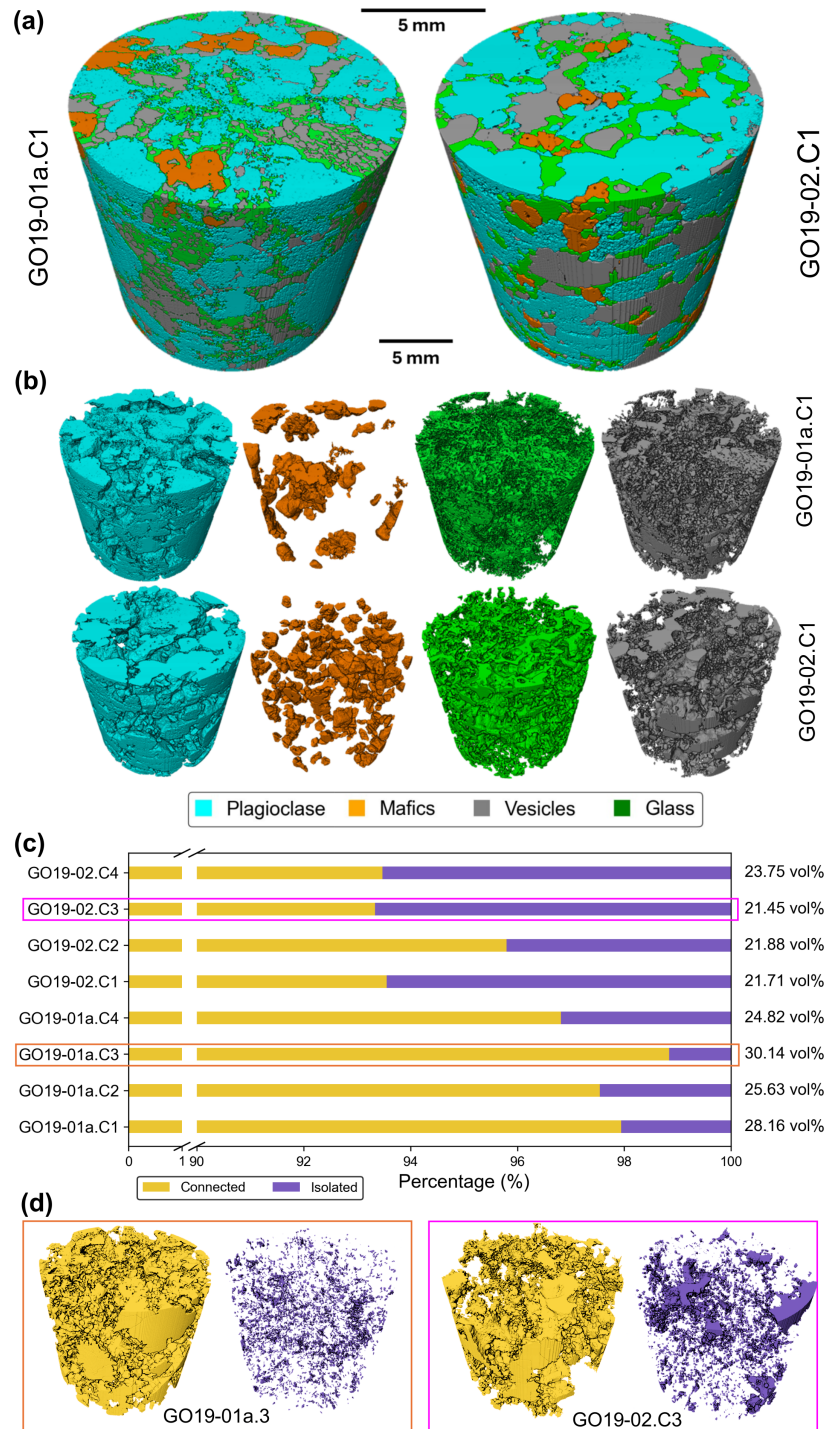 (a)
5 mm
GO19-01a.C1
GO19-02.C1
5 mm
(b)
GO19-01a.C1
GO19-02.C1
Plagioclase Mafics Vesicles Glass
(c)
GO19-02.C4 23.75 vol%
GO19-02.C3 21.45 vol%
GO19-02.C2 21.88 vol%
GO19-02.C1 21.71 vol%
GO19-01a.C4 24.82 vol%
GO19-01a.C3 30.14 vol%
GO19-01a.C2 25.63 vol%
GO19-01a.C1 28.16 vol%
0 1 90 92 94 96 98 100
Connected Isolated
Percentage (%)
(d)
GO19-01a.3
GO19-02.C3